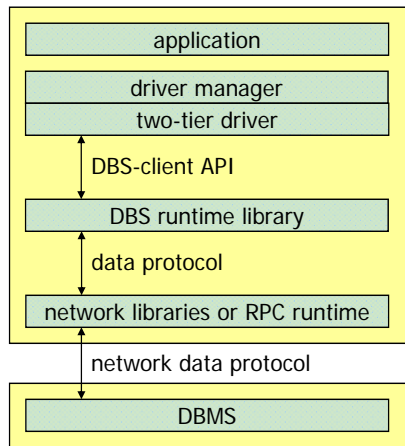 application
driver manager
two-tier driver
DBS-client API
DBS runtime library
data protocol
network libraries or RPC runtime
network data protocol
DBMS